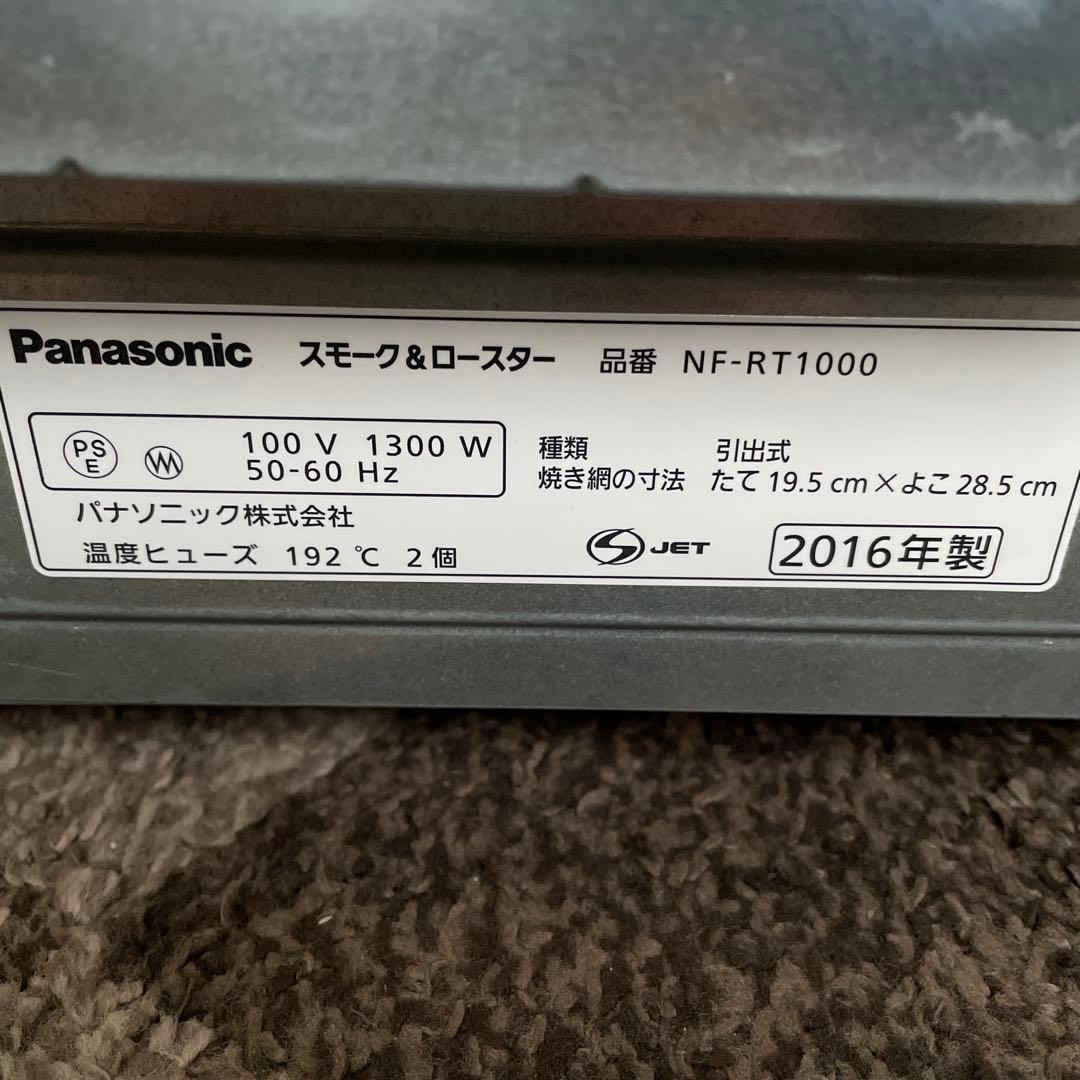 Panasonic スモーク&ロースター 品番 NF-RT1000
PS
E
100 V 1300 W
50-60 Hz
種類 引出式
焼き網の寸法 たて 19.5 cm×よこ 28.5 cm
パナソニック株式会社
温度ヒューズ 192 ℃ 2 個
S JET
2016年製